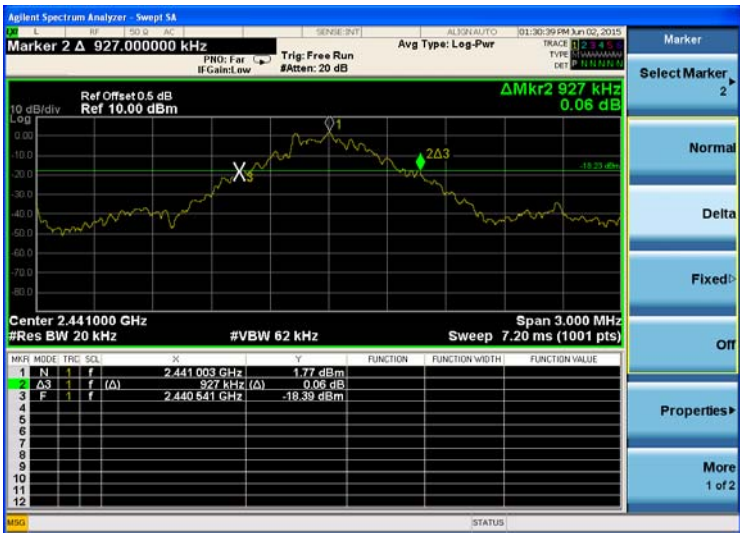 Agilent Spectrum Analyzer - Swept SA
L RF 50 Ω AC SENSE:INT ALIGNAUTO 01:30:39 PM Jun 02, 2015
Marker 2 Δ 927.000000 kHz
Avg Type: Log-Pwr
TRACE 1 2 3 4 5 6
TYPE
DET P N N N N N
PNO: Far
IFGain:Low
Trig: Free Run
#Atten: 20 dB
Ref Offset 0.5 dB
Ref 10.00 dBm
10 dB/div
Log
ΔMkr2 927 kHz
0.06 dB
0.00
-10.0
-20.0
-30.0
-40.0
-50.0
-60.0
-70.0
-80.0
1
2Δ3
3
-18.23 dBm
Center 2.441000 GHz
Span 3.000 MHz
#Res BW 20 kHz
#VBW 62 kHz
Sweep 7.20 ms (1001 pts)
MKR MODE TRC SCL X Y FUNCTION FUNCTION WIDTH FUNCTION VALUE
1 N 1 f 2.441 003 GHz 1.77 dBm
2 Δ3 1 f (Δ) 927 kHz (Δ) 0.06 dB
3 F 1 f 2.440 541 GHz -18.39 dBm
4
5
6
7
8
9
10
11
12
MSG
STATUS
Marker
Select Marker
2
Normal
Delta
Fixed
Off
Properties
More
1 of 2